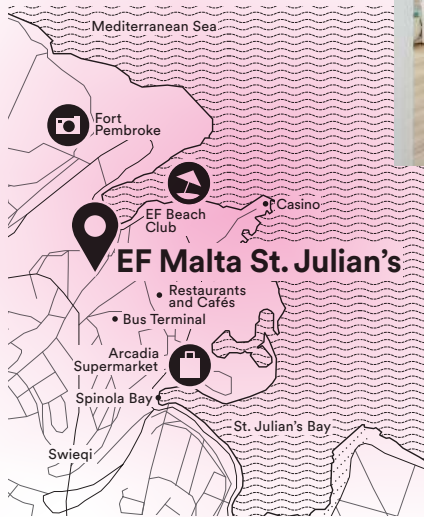 Mediterranean Sea
Fort
Pembroke
EF Beach
Club
Casino
EF Malta St. Julian's
Restaurants
and Cafés
Bus Terminal
Arcadia
Supermarket
Spinola Bay
St. Julian's Bay
Swieqi